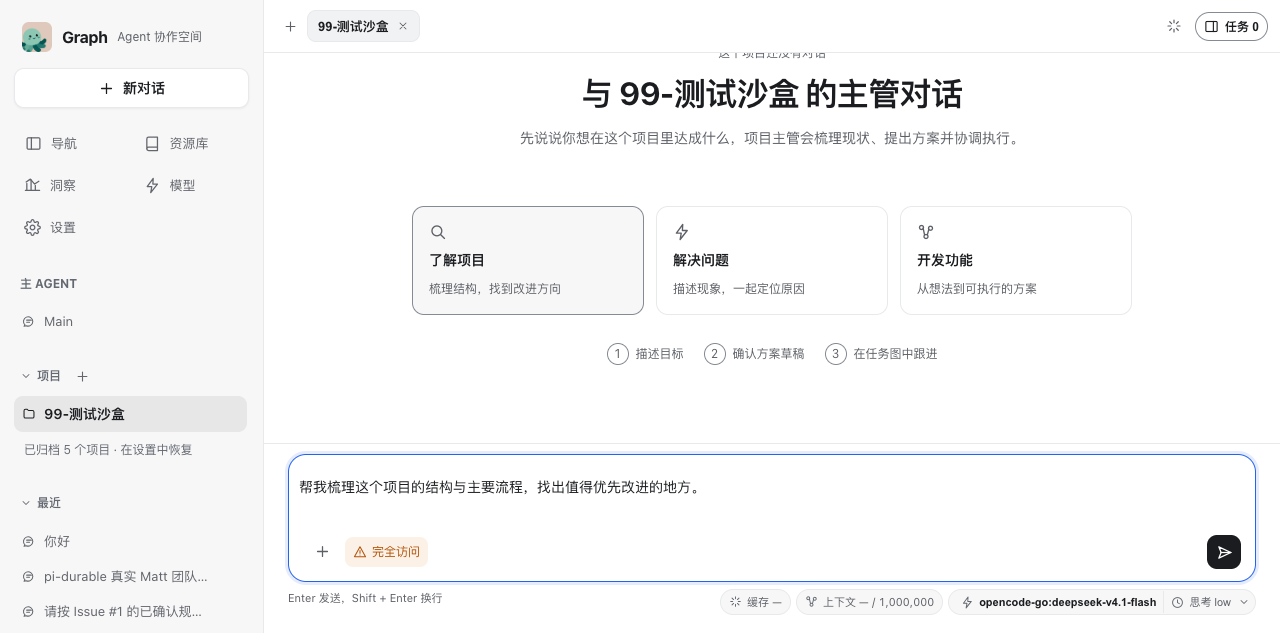 Graph Agent 协作空间
新对话
导航
资源库
洞察
模型
设置
主 AGENT
Main
项目
99-测试沙盒
已归档 5 个项目 · 在设置中恢复
最近
你好
pi-durable 真实 Matt 团队...
请按 Issue #1 的已确认规...
99-测试沙盒
任务 0
这个项目还没有对话
与 99-测试沙盒 的主管对话
先说说你想在这个项目里达成什么，项目主管会梳理现状、提出方案并协调执行。
了解项目
梳理结构，找到改进方向
解决问题
描述现象，一起定位原因
开发功能
从想法到可执行的方案
1 描述目标 2 确认方案草稿 3 在任务图中跟进
帮我梳理这个项目的结构与主要流程，找出值得优先改进的地方。
完全访问
Enter 发送，Shift + Enter 换行
缓存 —
上下文 — / 1,000,000
opencode-go:deepseek-v4.1-flash
思考 low